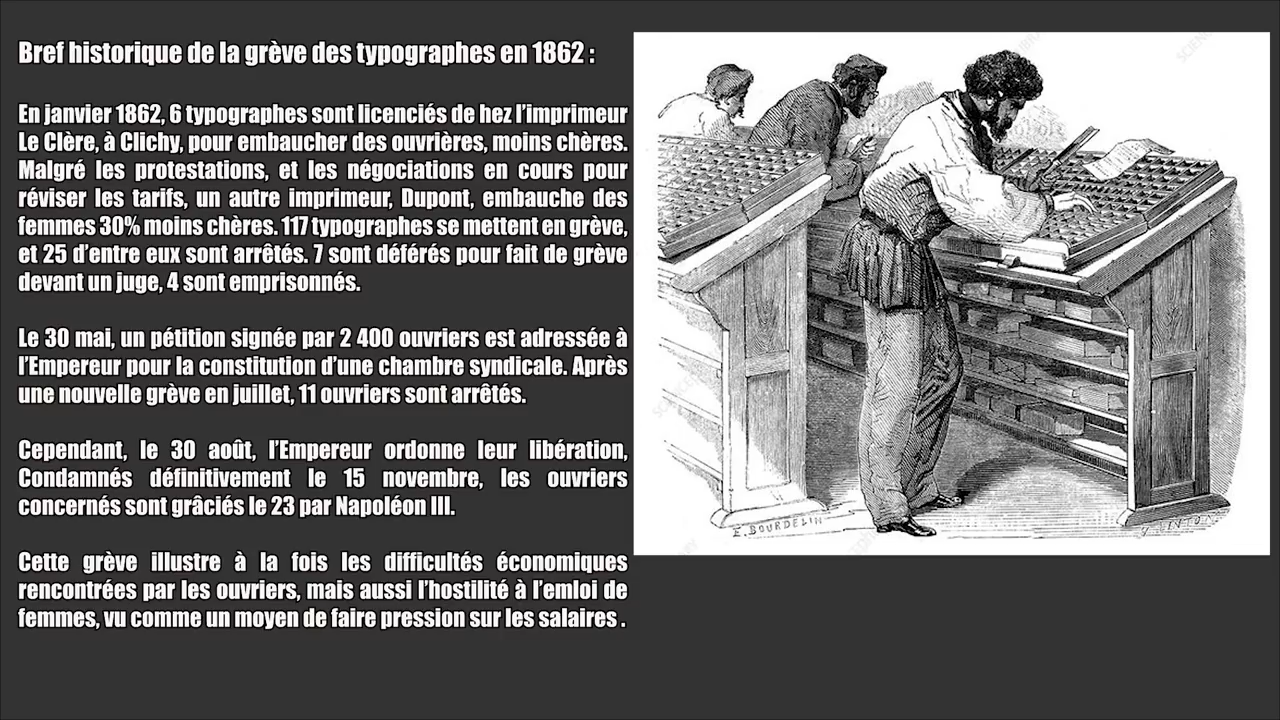 Bref historique de la grève des typographes en 1862 :
En janvier 1862, 6 typographes sont licenciés de hez l'imprimeur
Le Clère, à Clichy, pour embaucher des ouvrières, moins chères.
Malgré les protestations, et les négociations en cours pour
réviser les tarifs, un autre imprimeur, Dupont, embauche des
femmes 30% moins chères. 117 typographes se mettent en grève,
et 25 d'entre eux sont arrêtés. 7 sont déférés pour fait de grève
devant un juge, 4 sont emprisonnés.
Le 30 mai, un pétition signée par 2 400 ouvriers est adressée à
l'Empereur pour la constitution d'une chambre syndicale. Après
une nouvelle grève en juillet, 11 ouvriers sont arrêtés.
Cependant, le 30 août, l'Empereur ordonne leur libération,
Condamnés définitivement le 15 novembre, les ouvriers
concernés sont grâciés le 23 par Napoléon III.
Cette grève illustre à la fois les difficultés économiques
rencontrées par les ouvriers, mais aussi l'hostilité à l'emloi de
femmes, vu comme un moyen de faire pression sur les salaires .
E. BOURDELIN